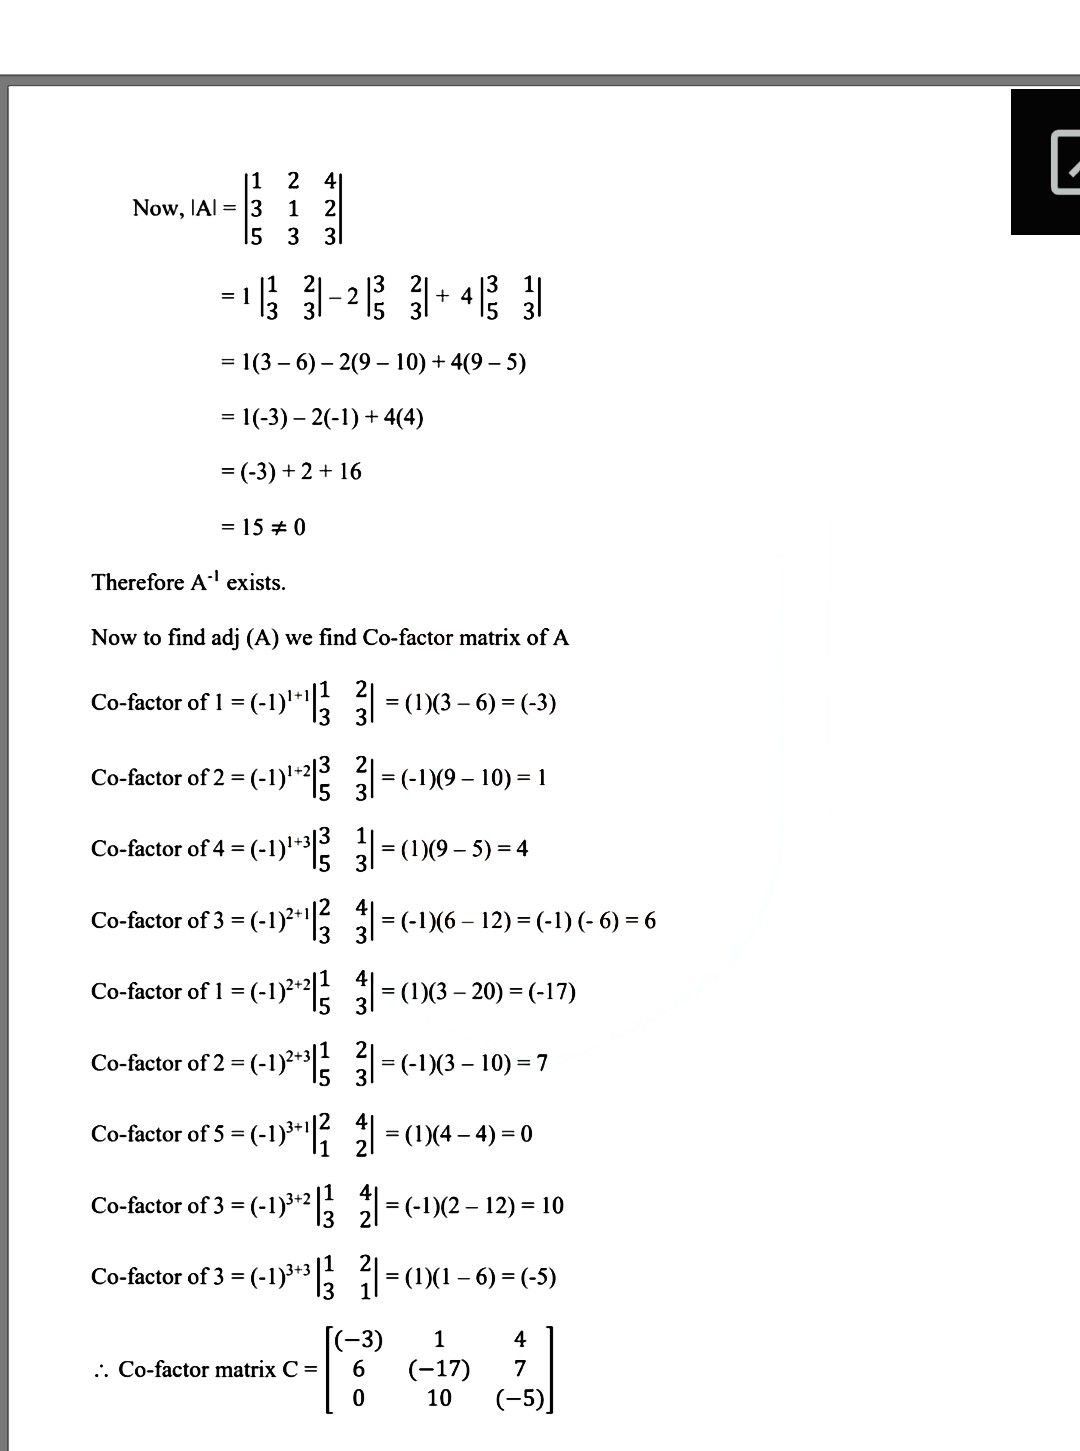 Now, |A| = |1 2 4|
|3 1 2|
|5 3 3|
= 1 |1 2; 3 3| – 2 |3 2; 5 3| + 4 |3 1; 5 3|
= 1(3 – 6) – 2(9 – 10) + 4(9 – 5)
= 1(-3) – 2(-1) + 4(4)
= (-3) + 2 + 16
= 15 ≠ 0
Therefore A⁻¹ exists.
Now to find adj (A) we find Co-factor matrix of A
Co-factor of 1 = (-1)¹⁺¹ |1 2; 3 3| = (1)(3 – 6) = (-3)
Co-factor of 2 = (-1)¹⁺² |3 2; 5 3| = (-1)(9 – 10) = 1
Co-factor of 4 = (-1)¹⁺³ |3 1; 5 3| = (1)(9 – 5) = 4
Co-factor of 3 = (-1)²⁺¹ |2 4; 3 3| = (-1)(6 – 12) = (-1) (- 6) = 6
Co-factor of 1 = (-1)²⁺² |1 4; 5 3| = (1)(3 – 20) = (-17)
Co-factor of 2 = (-1)²⁺³ |1 2; 5 3| = (-1)(3 – 10) = 7
Co-factor of 5 = (-1)³⁺¹ |2 4; 1 2| = (1)(4 – 4) = 0
Co-factor of 3 = (-1)³⁺² |1 4; 3 2| = (-1)(2 – 12) = 10
Co-factor of 3 = (-1)³⁺³ |1 2; 3 1| = (1)(1 – 6) = (-5)
∴ Co-factor matrix C = [(−3) 1 4
6 (−17) 7
0 10 (−5)]